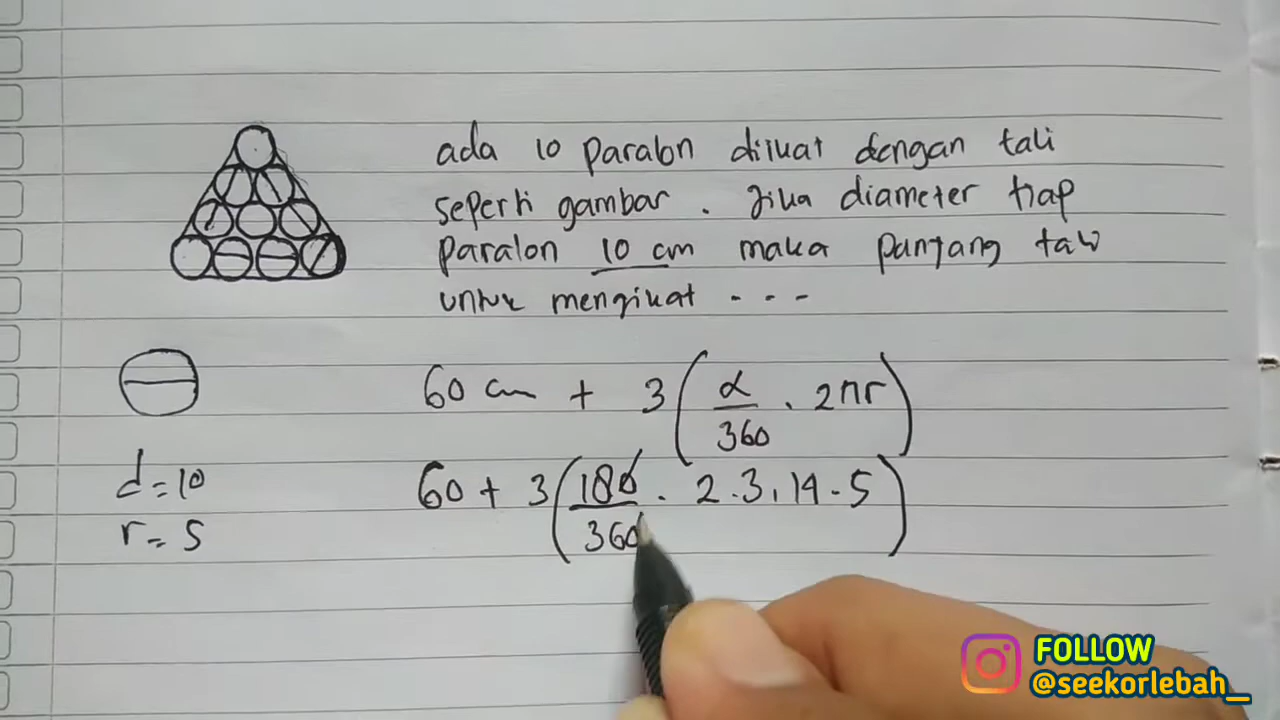 ada 10 paralon diikat dengan tali
seperti gambar. Jika diameter tiap
paralon 10 cm maka panjang tali
untuk mengikat ...
60 cm + 3 (α/360 . 2πr)
d = 10
60 + 3 (180/360 . 2.3,14.5)
r = 5
FOLLOW
@seekorlebah_